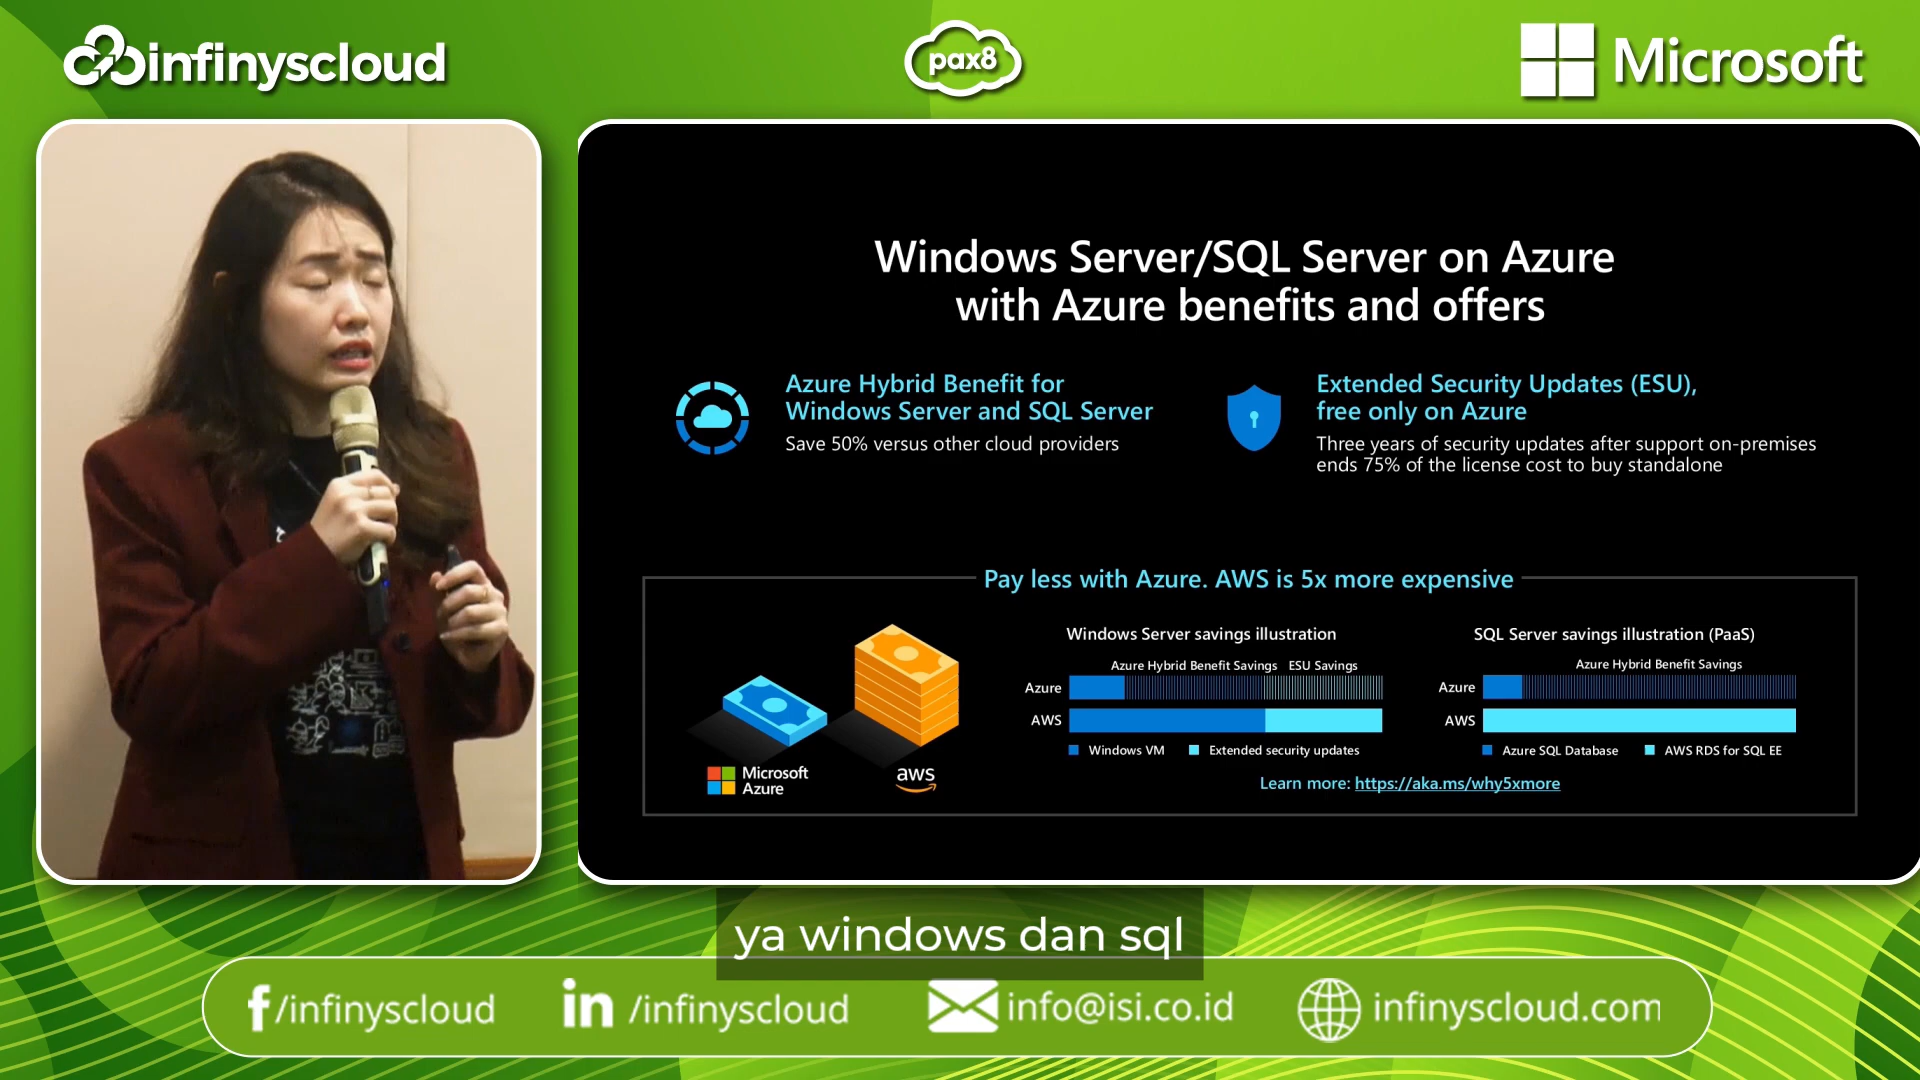 infinyscloud
pax8
Microsoft
Windows Server/SQL Server on Azure
with Azure benefits and offers
Azure Hybrid Benefit for
Windows Server and SQL Server
Save 50% versus other cloud providers
Extended Security Updates (ESU),
free only on Azure
Three years of security updates after support on-premises
ends 75% of the license cost to buy standalone
Pay less with Azure. AWS is 5x more expensive
Microsoft
Azure
aws
Windows Server savings illustration
Azure Hybrid Benefit Savings ESU Savings
Azure
AWS
Windows VM Extended security updates
SQL Server savings illustration (PaaS)
Azure Hybrid Benefit Savings
Azure
AWS
Azure SQL Database AWS RDS for SQL EE
Learn more: https://aka.ms/why5xmore
ya windows dan sql
/infinyscloud
in /infinyscloud
info@isi.co.id
infinyscloud.com